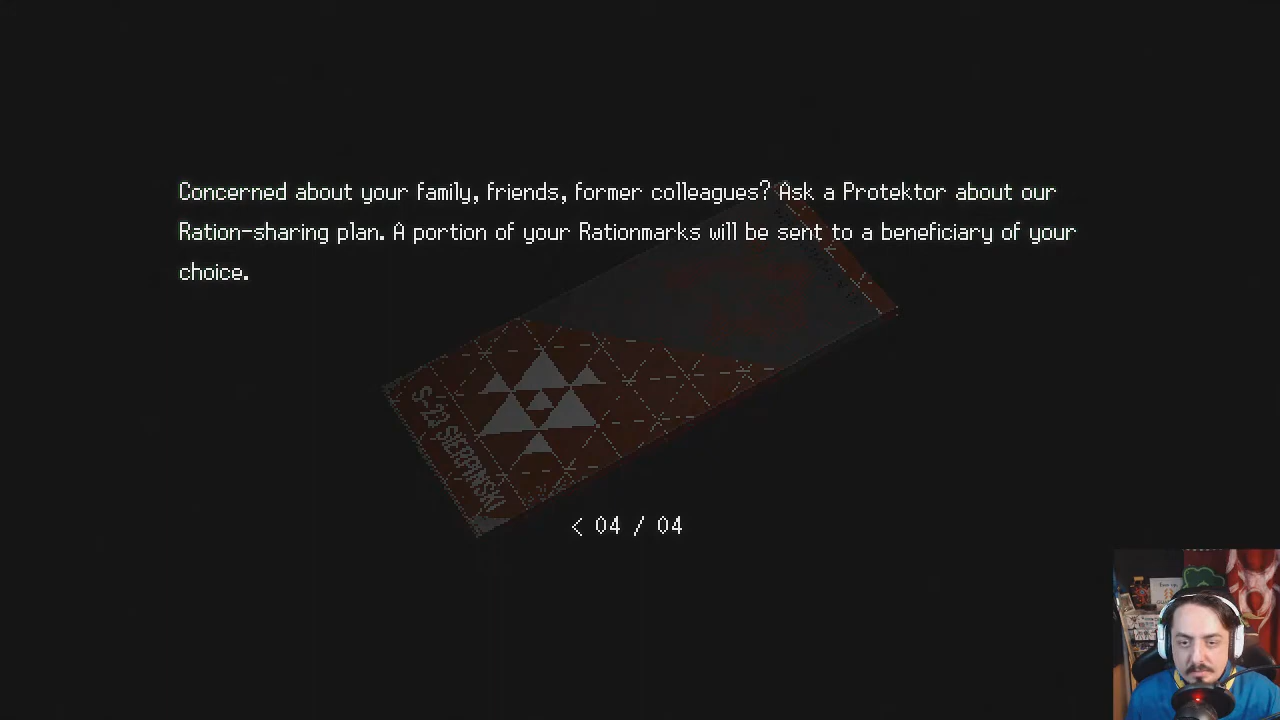 Concerned about your family, friends, former colleagues? Ask a Protektor about our
Ration-sharing plan. A portion of your Rationmarks will be sent to a beneficiary of your
choice.
S-23 SIERPINSKI
< 04 / 04